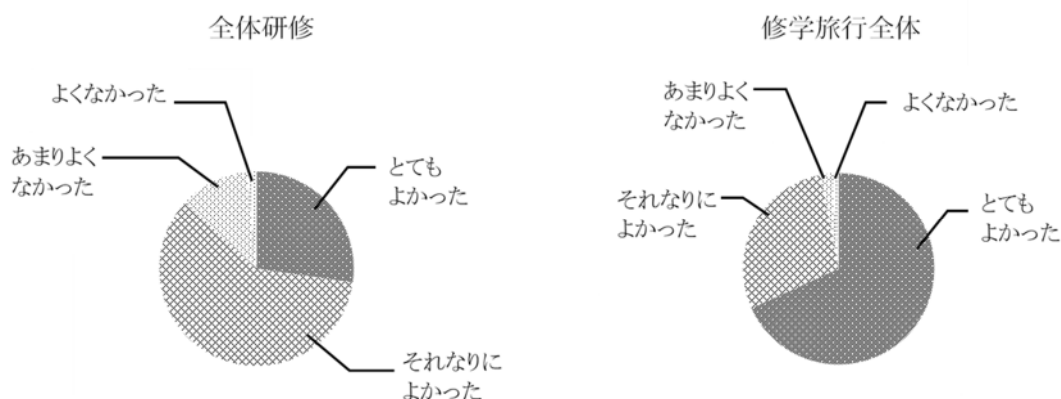 全体研修
よくなかった
あまりよく
なかった
とても
よかった
それなりに
よかった
修学旅行全体
あまりよく
なかった
よくなかった
それなりに
よかった
とても
よかった